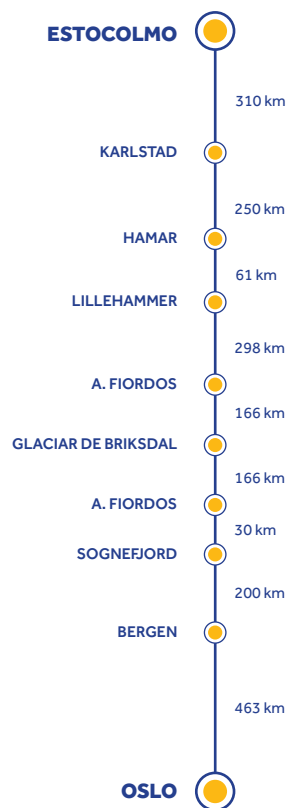 ESTOCOLMO
310 km
KARLSTAD
250 km
HAMAR
61 km
LILLEHAMMER
298 km
A. FIORDOS
166 km
GLACIAR DE BRIKSDAL
166 km
A. FIORDOS
30 km
SOGNEFJORD
200 km
BERGEN
463 km
OSLO